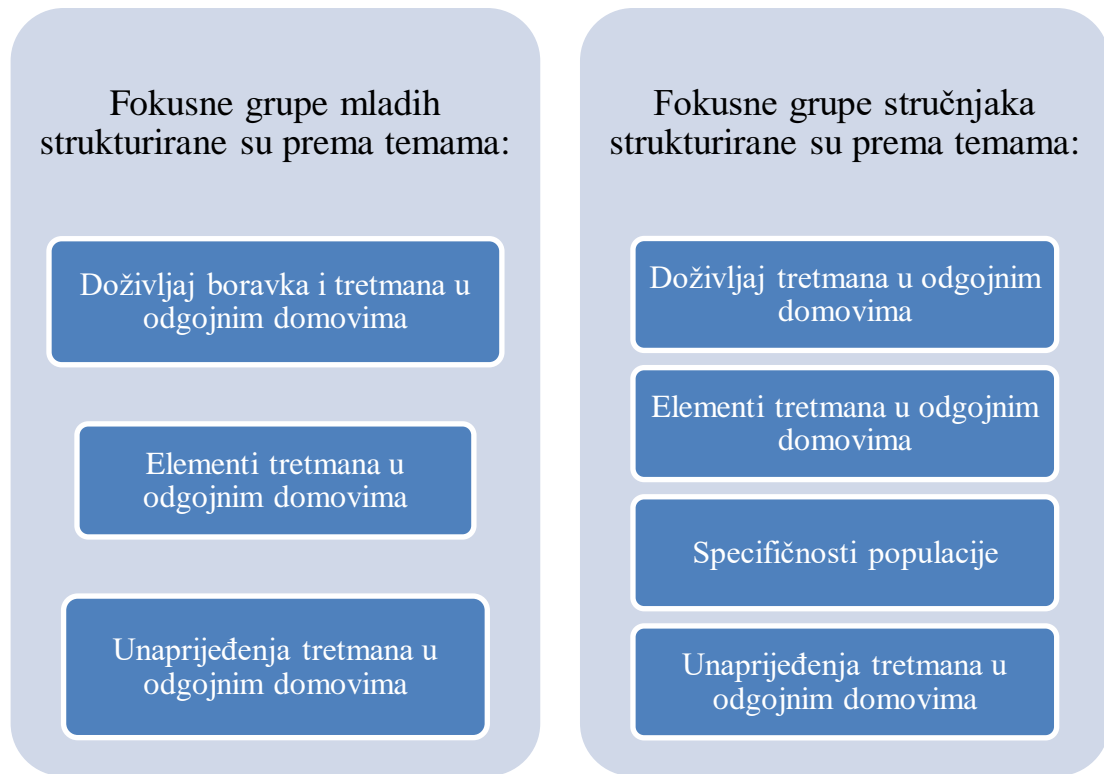 Fokusne grupe mladih
strukturirane su prema temama:
Doživljaj boravka i tretmana u
odgojnim domovima
Elementi tretmana u
odgojnim domovima
Unaprijeđenja tretmana u
odgojnim domovima
Fokusne grupe stručnjaka
strukturirane su prema temama:
Doživljaj tretmana u odgojnim
domovima
Elementi tretmana u odgojnim
domovima
Specifičnosti populacije
Unaprijeđenja tretmana u
odgojnim domovima